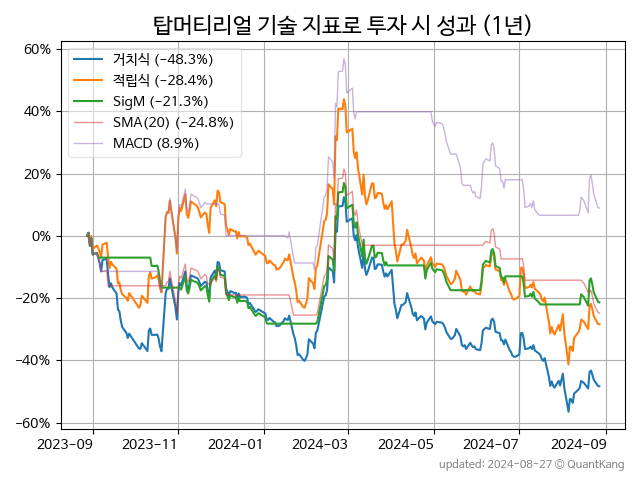 탑머티리얼 기술 지표로 투자 시 성과 (1년)
거치식 (−48.3%)
적립식 (−28.4%)
SigM (−21.3%)
SMA(20) (−24.8%)
MACD (8.9%)
60%
40%
20%
0%
−20%
−40%
−60%
2023-09 2023-11 2024-01 2024-03 2024-05 2024-07 2024-09
updated: 2024-08-27 ⓒ QuantKang